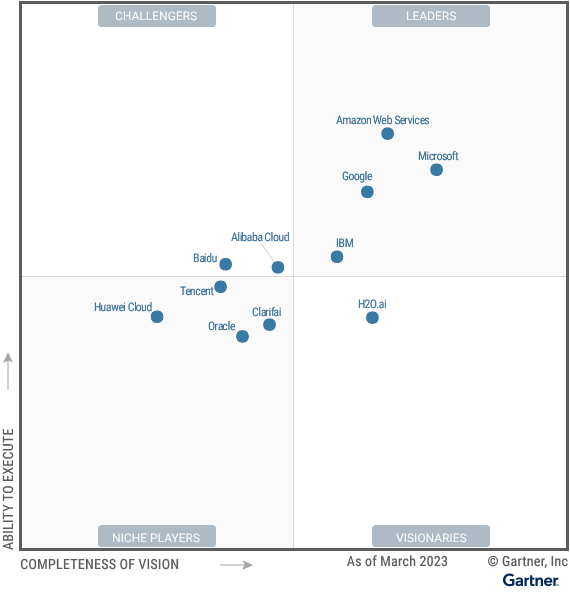 CHALLENGERS
LEADERS
Amazon Web Services
Microsoft
Google
Alibaba Cloud
IBM
Baidu
Tencent
Huawei Cloud
H2O.ai
Clarifai
Oracle
ABILITY TO EXECUTE
NICHE PLAYERS
VISIONARIES
COMPLETENESS OF VISION
As of March 2023
© Gartner, Inc
Gartner